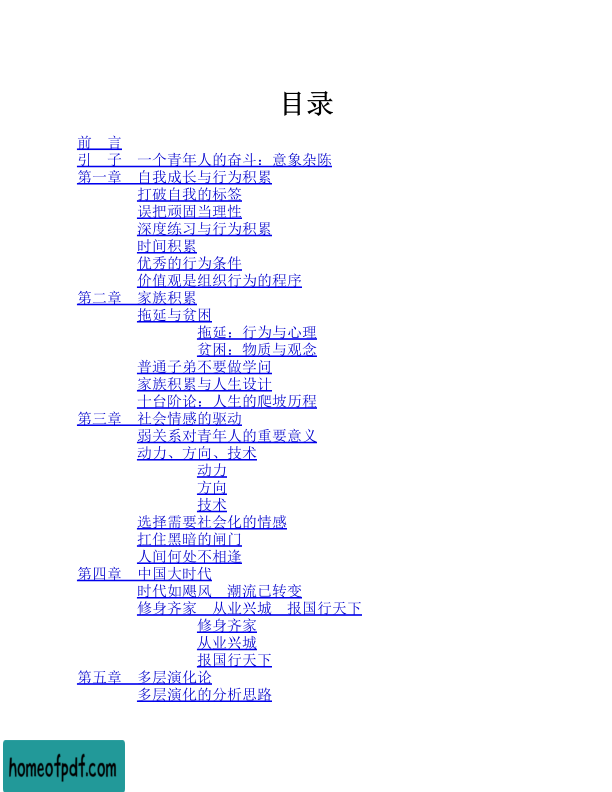 目录
前　言
引　子　一个青年人的奋斗：意象杂陈
第一章　自我成长与行为积累
打破自我的标签
误把顽固当理性
深度练习与行为积累
时间积累
优秀的行为条件
价值观是组织行为的程序
第二章　家族积累
拖延与贫困
拖延：行为与心理
贫困：物质与观念
普通子弟不要做学问
家族积累与人生设计
十台阶论：人生的爬坡历程
第三章　社会情感的驱动
弱关系对青年人的重要意义
动力、方向、技术
动力
方向
技术
选择需要社会化的情感
扛住黑暗的闸门
人间何处不相逢
第四章　中国大时代
时代如飓风　潮流已转变
修身齐家　从业兴城　报国行天下
修身齐家
从业兴城
报国行天下
第五章　多层演化论
多层演化的分析思路
homeofpdf.com